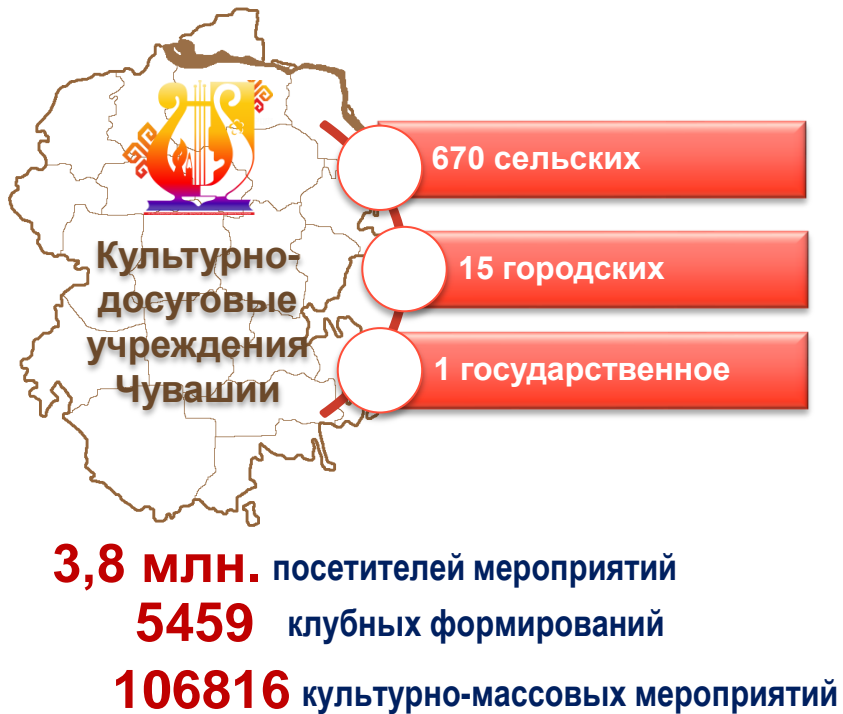 Культурно-
досуговые
учреждения
Чувашии
670 сельских
15 городских
1 государственное
3,8 млн. посетителей мероприятий
5459 клубных формирований
106816 культурно-массовых мероприятий